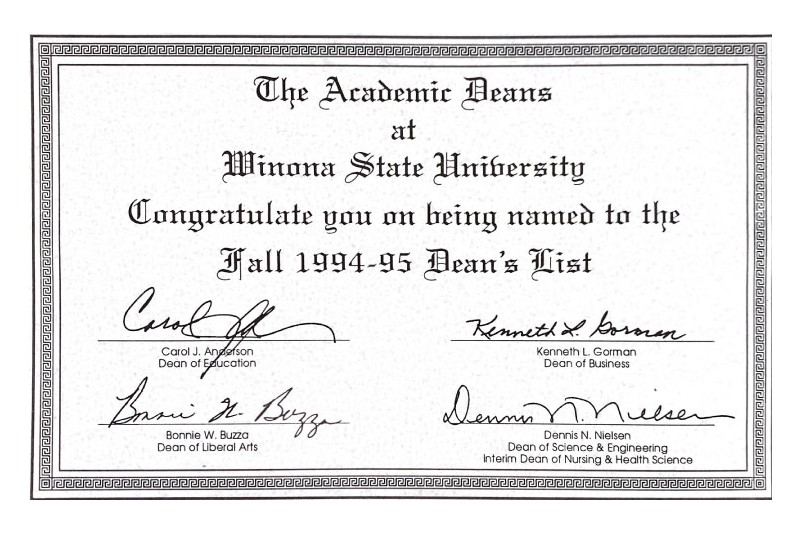 The Academic Deans
at
Winona State University
Congratulate you on being named to the
Fall 1994-95 Dean's List
Carol J. Anderson
Kenneth L. Gorman
Carol J. Anderson
Dean of Education
Kenneth L. Gorman
Dean of Business
Bonnie W. Buzza
Dennis N. Nielsen
Bonnie W. Buzza
Dean of Liberal Arts
Dennis N. Nielsen
Dean of Science & Engineering
Interim Dean of Nursing & Health Science